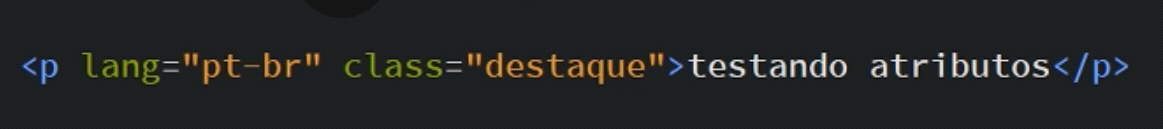 <p lang="pt-br" class="destaque">testando atributos</p>